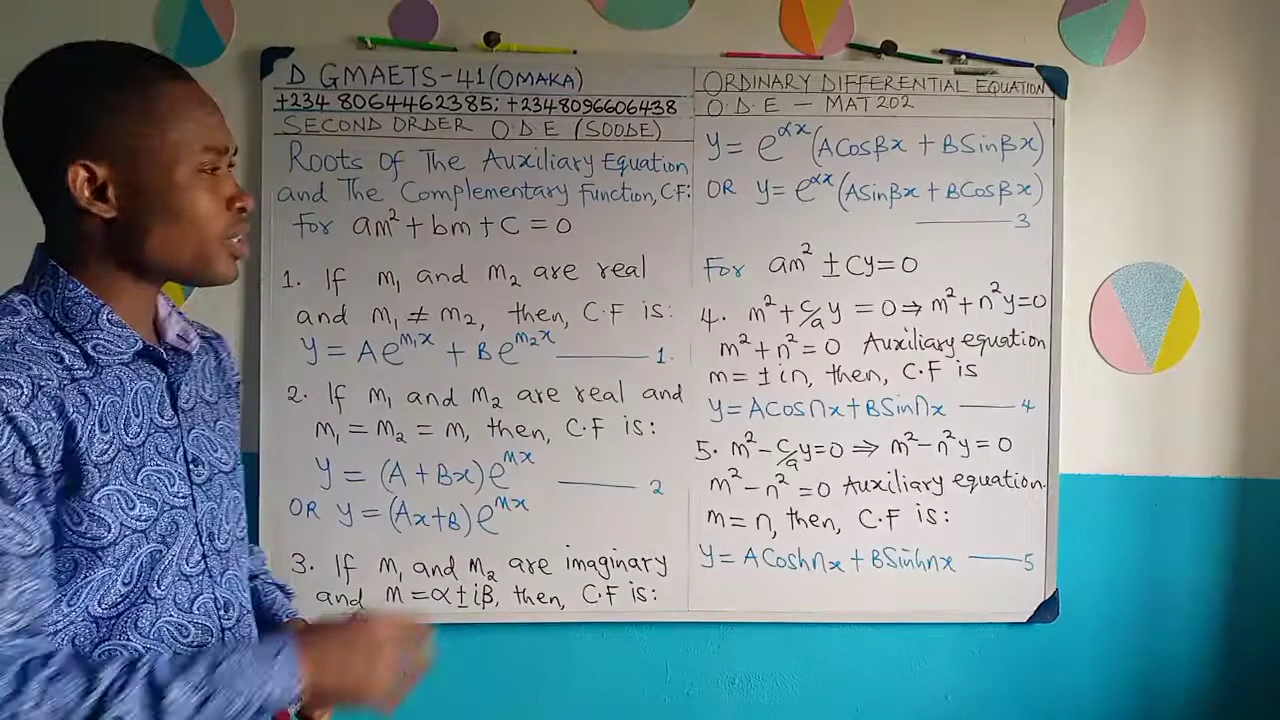 D GMAETS-41(OMAKA)
+234 8064462385; +2348096606438
SECOND ORDER O.D.E (SOODE)
Roots Of The Auxiliary Equation
and The Complementary Function, C.F:
For am² + bm + C = 0
1. If m₁ and m₂ are real
and m₁ ≠ m₂, then, C.F is:
y = Ae^m₁x + Be^m₂x —— 1.
2. If m₁ and m₂ are real and
m₁ = m₂ = m, then, C.F is:
y = (A + Bx)e^mx —— 2
OR y = (Ax+B)e^mx
3. If m₁ and m₂ are imaginary
and m = α ± iβ, then, C.F is:
ORDINARY DIFFERENTIAL EQUATION
O.D.E — MAT 202
y = e^αx (ACosβx + BSinβx)
OR y = e^αx (ASinβx + BCosβx)
—— 3
For am² ± Cy = 0
4. m² + C/a y = 0 ⇒ m² + n²y = 0
m² + n² = 0 Auxiliary equation
m = ± in, then, C.F is
y = ACosnx + BSinnx —— 4
5. m² - C/a y = 0 ⇒ m² - n²y = 0
m² - n² = 0 Auxiliary equation.
m = n, then, C.F is:
y = ACoshnx + BSinhnx —— 5